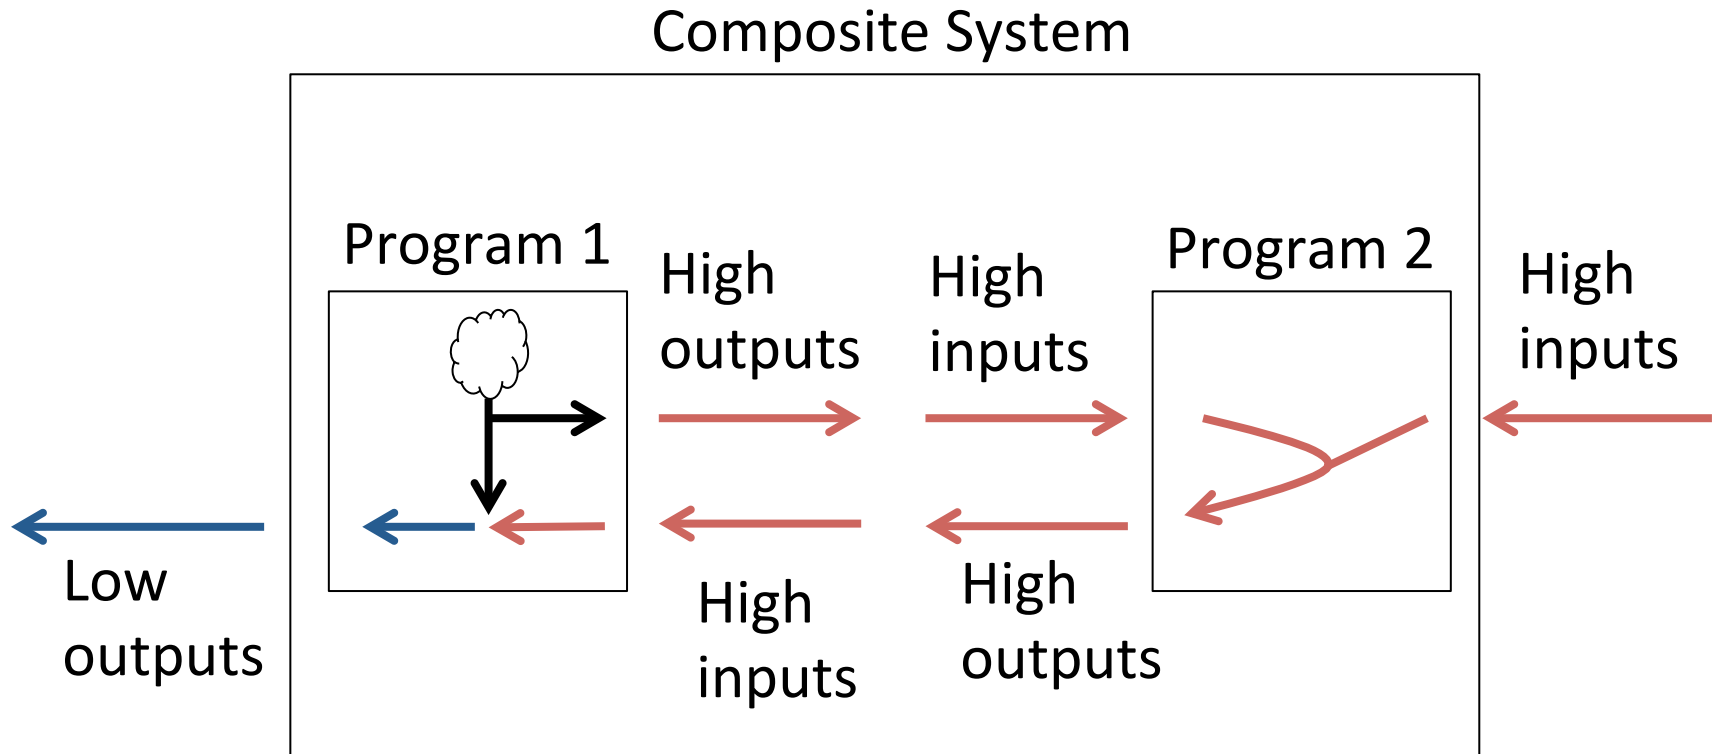 Composite System
Program 1
High
outputs
High
inputs
Program 2
High
inputs
Low
outputs
High
inputs
High
outputs